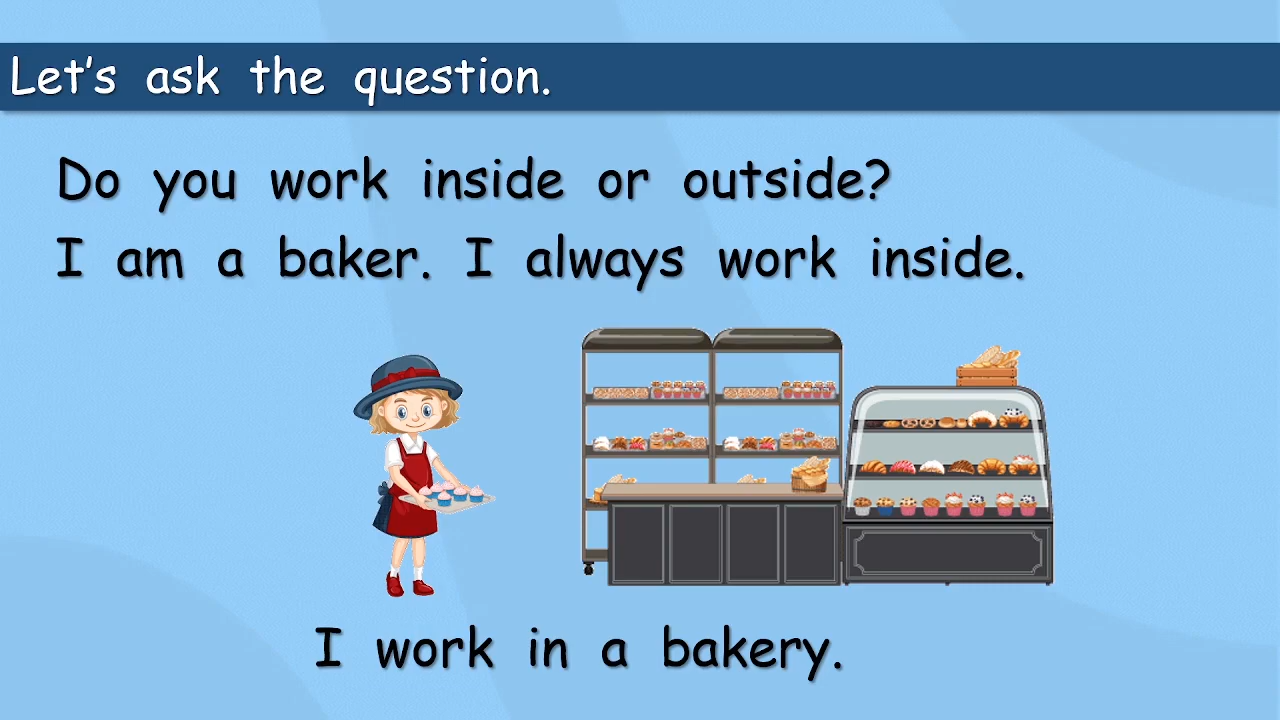 Let's ask the question.
Do you work inside or outside?
I am a baker. I always work inside.
I work in a bakery.